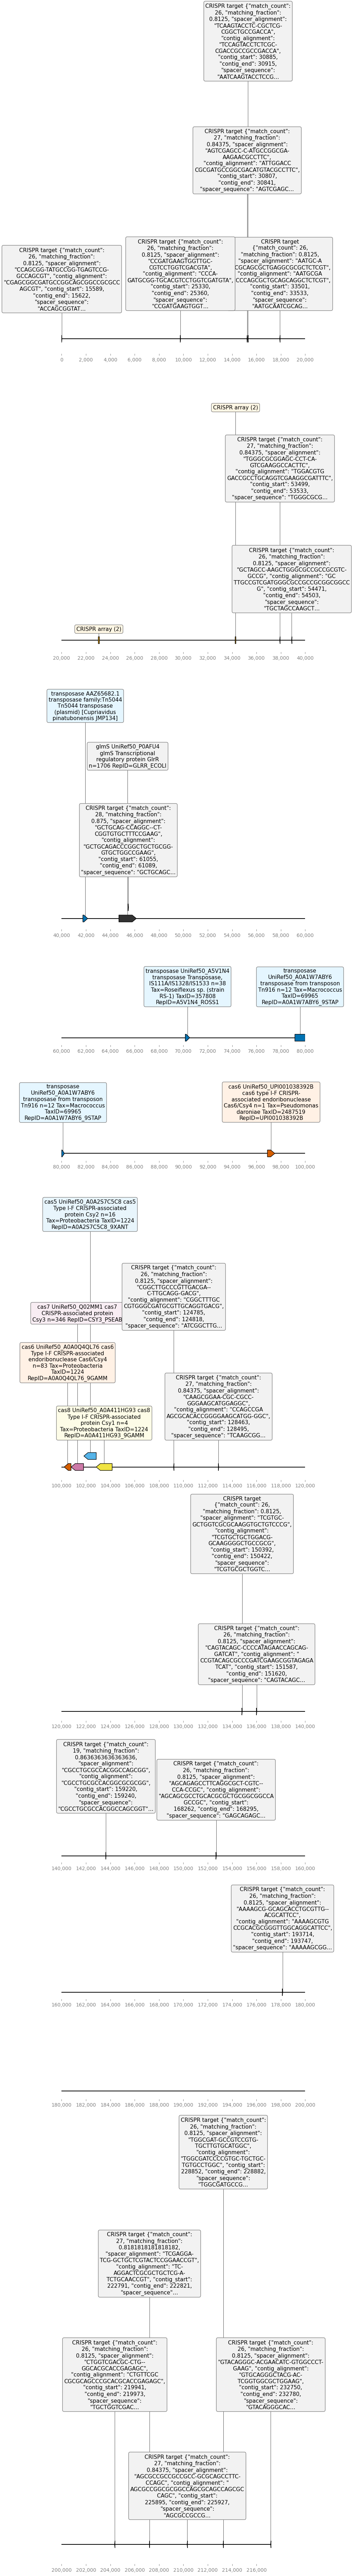 CRISPR target {"match_count":
26, "matching_fraction":
0.8125, "spacer_alignment":
"TCAAGTACCTC-CGCTCG-
CGGCTGCCGACCA",
"contig_alignment":
"TCCAGTACCTCTCGC-
CGACCGCCGCCGACCA",
"contig_start": 30885,
"contig_end": 30915,
"spacer_sequence":
"AATCAAGTACCTCCG...
CRISPR target {"match_count":
27, "matching_fraction":
0.84375, "spacer_alignment":
"AGTCGAGCC-C-ATGCCGGCGA-
AAGAACGCCTTC",
"contig_alignment": "ATTGGACC
CGCGATGCCGGCGACATGTACGCCTTC",
"contig_start": 30807,
"contig_end": 30841,
"spacer_sequence": "AGTCGAGC...
CRISPR target {"match_count":
26, "matching_fraction":
0.8125, "spacer_alignment":
"CCAGCGG-TATGCCGG-TGAGTCCG-
GCCAGCGT", "contig_alignment":
"CGAGCGGCGATGCCGGGCAGCGGCCGCGCC
AGCGT", "contig_start": 15589,
"contig_end": 15622,
"spacer_sequence":
"ACCAGCGGTAT...
CRISPR target {"match_count":
26, "matching_fraction":
0.8125, "spacer_alignment":
"CCGATGAAGTGGTTGC-
CGTCCTGGTCGACGTA",
"contig_alignment": "CCCA-
"contig_start": 25330,
"contig_end": 25360,
"spacer_sequence":
"CCGATGAAGTGGT...
CRISPR target
{"match_count": 26,
"matching_fraction": 0.8125,
"spacer_alignment": "AATGC-A
"contig_alignment": "AATGCGA
"contig_start": 33501,
"contig_end": 33533,
"spacer_sequence":
"AATGCAATCGCAG...
0 2,000 4,000 6,000 8,000 10,000 12,000 14,000 16,000 18,000 20,000
CRISPR array (2)
CRISPR target {"match_count":
27, "matching_fraction":
0.84375, "spacer_alignment":
"TGGGCGCGGAGC-CCT-CA-
GTCGAAGGCCACTTC",
"contig_alignment": "TGGACGTG
GACCGCCTGCAGGTCGAAGGCGATTTC",
"contig_start": 53499,
"contig_end": 53533,
"spacer_sequence": "TGGGCGCG...
CRISPR target {"match_count":
26, "matching_fraction":
0.8125, "spacer_alignment":
"GCTAGCC-AAGCTGGGCGCCGCCGCGTC-
GCCG", "contig_alignment": "GC
TTGCCGTCGATGGGCGCCGCCGCGGCGGCC
G", "contig_start": 54471,
"contig_end": 54503,
"spacer_sequence":
"TGCTAGCCAAGCT...
CRISPR array (2)
20,000 22,000 24,000 26,000 28,000 30,000 32,000 34,000 36,000 38,000 40,000
transposase AAZ65682.1
transposase family:Tn5044
Tn5044 transposase
(plasmid) [Cupriavidus
pinatubonensis JMP134]
glmS UniRef50_P0AFU4
glmS Transcriptional
regulatory protein GlrR
n=1706 RepID=GLRR_ECOLI
CRISPR target {"match_count":
28, "matching_fraction":
0.875, "spacer_alignment":
"GCTGCAG-CCAGGC--CT-
CGGTGTGCTTTCCGAAG",
"contig_alignment":
"GCTGCAGACCCGGCTGCTGCGG-
GTGCTGGCCGAAG",
"contig_start": 61055,
"contig_end": 61089,
"spacer_sequence": "GCTGCAGC...
40,000 42,000 44,000 46,000 48,000 50,000 52,000 54,000 56,000 58,000 60,000
transposase UniRef50_A5V1N4
transposase Transposase,
IS111A/IS1328/IS1533 n=38
Tax=Roseiflexus sp. (strain
RS-1) TaxID=357808
RepID=A5V1N4_ROSS1
transposase
UniRef50_A0A1W7ABY6
transposase from transposon
Tn916 n=12 Tax=Macrococcus
TaxID=69965
RepID=A0A1W7ABY6_9STAP
60,000 62,000 64,000 66,000 68,000 70,000 72,000 74,000 76,000 78,000 80,000
transposase
UniRef50_A0A1W7ABY6
transposase from transposon
Tn916 n=12 Tax=Macrococcus
TaxID=69965
RepID=A0A1W7ABY6_9STAP
cas6 UniRef50_UPI001038392B
cas6 type I-F CRISPR-
associated endoribonuclease
Cas6/Csy4 n=1 Tax=Pseudomonas
daroniae TaxID=2487519
RepID=UPI001038392B
80,000 82,000 84,000 86,000 88,000 90,000 92,000 94,000 96,000 98,000 100,000
cas5 UniRef50_A0A2S7C5C8 cas5
Type I-F CRISPR-associated
protein Csy2 n=16
Tax=Proteobacteria TaxID=1224
RepID=A0A2S7C5C8_9XANT
CRISPR target {"match_count":
26, "matching_fraction":
0.8125, "spacer_alignment":
"CGGCTTGCCCGTTGACGA--
C-TTGCAGG-GACG",
"contig_alignment": "CGGCTTTGC
CGTGGGCGATGCGTTGCAGGTGACG",
"contig_start": 124785,
"contig_end": 124818,
"spacer_sequence": "ATCGGCTTG...
cas7 UniRef50_Q02MM1 cas7
CRISPR-associated protein
Csy3 n=346 RepID=CSY3_PSEAB
cas6 UniRef50_A0A0Q4QL76 cas6
Type I-F CRISPR-associated
endoribonuclease Cas6/Csy4
n=83 Tax=Proteobacteria
TaxID=1224
RepID=A0A0Q4QL76_9GAMM
CRISPR target {"match_count":
27, "matching_fraction":
0.84375, "spacer_alignment":
"CAAGCGGAA-CGC-CGCC-
GGGAAGCATGGAGGC",
"contig_alignment": "CCAGCCGA
AGCGCACACCGGGGAAGCATGG-GGC",
"contig_start": 128463,
"contig_end": 128495,
"spacer_sequence": "TCAAGCGG...
cas8 UniRef50_A0A411HG93 cas8
Type I-F CRISPR-associated
protein Csy1 n=4
Tax=Proteobacteria TaxID=1224
RepID=A0A411HG93_9GAMM
100,000 102,000 104,000 106,000 108,000 110,000 112,000 114,000 116,000 118,000 120,000
CRISPR target
{"match_count": 26,
"matching_fraction": 0.8125,
"spacer_alignment": "TCGTGC-
GCTGGTCGCGCAAGGTGCTGTCCCG",
"contig_alignment":
"TCGTGCTGCTGGACG-
GCAAGGGGCTGCCGCG",
"contig_start": 150392,
"contig_end": 150422,
"spacer_sequence":
"TCGTGCGCTGGTC...
CRISPR target {"match_count":
26, "matching_fraction":
0.8125, "spacer_alignment":
"CAGTACAGC-CCCCATAGAACCAGCAG-
GATCAT", "contig_alignment": "
CCGTACAGCGCCCGATCGAAGCGGTAGAGA
TCAT", "contig_start": 151587,
"contig_end": 151620,
"spacer_sequence": "CAGTACAGC...
120,000 122,000 124,000 126,000 128,000 130,000 132,000 134,000 136,000 138,000 140,000
CRISPR target {"match_count":
19, "matching_fraction":
0.8636363636363636,
"spacer_alignment":
"CGCCTGCGCCACGGCCAGCGG",
"contig_alignment":
"CGCCTGCGCCACGGCGCGCGG",
"contig_start": 159220,
"contig_end": 159240,
"spacer_sequence":
"CGCCTGCGCCACGGCCAGCGGT"...
CRISPR target {"match_count":
26, "matching_fraction":
0.8125, "spacer_alignment":
"AGCAGAGCCTTCAGGCGCT-CGTC--
CCA-CCGC", "contig_alignment":
"AGCAGCGCCTGCACGCGCTGCGGCGGCCA
GCCGC", "contig_start":
168262, "contig_end": 168295,
"spacer_sequence": "GAGCAGAGC...
140,000 142,000 144,000 146,000 148,000 150,000 152,000 154,000 156,000 158,000 160,000
CRISPR target {"match_count":
26, "matching_fraction":
0.8125, "spacer_alignment":
"AAAAGCG-GCAGCACCTGCGTTG--
ACGCATTCC",
"contig_alignment": "AAAAGCGTG
CCGCACGCGGGTTGGCAGGCATTCC",
"contig_start": 193714,
"contig_end": 193747,
"spacer_sequence": "AAAAAGCGG...
160,000 162,000 164,000 166,000 168,000 170,000 172,000 174,000 176,000 178,000 180,000
180,000 182,000 184,000 186,000 188,000 190,000 192,000 194,000 196,000 198,000
CRISPR target {"match_count":
26, "matching_fraction":
0.8125, "spacer_alignment":
"TGGCGAT-GCCGTCCGTG-
TGCTTGTGCATGGC",
"contig_alignment":
"TGGCGATCCCCGTGC-TGCTGC-
TGTGCCTGGC", "contig_start":
228852, "contig_end": 228882,
"spacer_sequence":
"TGGCGATGCCG...
CRISPR target {"match_count":
27, "matching_fraction":
0.8181818181818182,
"spacer_alignment": "TCGAGGA-
TCG-GCTGCTCGTACTCCGGAACCGT",
"contig_alignment": "TC-
AGGACTCGCGCTGCTCG-A-
TCTGCAACCGT", "contig_start":
222791, "contig_end": 222821,
"spacer_sequence"...
CRISPR target {"match_count":
26, "matching_fraction":
0.8125, "spacer_alignment":
"CTGGTCGACGC-CTG--
GGCACGCACCGAGAGC",
"contig_alignment": "CTGTTCGC
CGCGCAGCCCGCACGCACCGAGAGC",
"contig_start": 219941,
"contig_end": 219973,
"spacer_sequence":
"TGCTGGTCGAC...
CRISPR target {"match_count":
26, "matching_fraction":
0.8125, "spacer_alignment":
"GTACAGGGC-ACGAACATC-GTGGCCCT-
GAAG", "contig_alignment":
"GTGCAGGGCTACG-AC-
TCGGTGGCGCTGGAAG",
"contig_start": 232750,
"contig_end": 232780,
"spacer_sequence":
"GTACAGGGCAC...
CRISPR target {"match_count":
27, "matching_fraction":
0.84375, "spacer_alignment":
"AGCGCCGCCGCCGCC-GCGCAGCCTTC-
CCAGC", "contig_alignment": "
AGCGCCGGCGCGGCCAGCGCAGCCAGCGC
CAGC", "contig_start":
225895, "contig_end": 225927,
"spacer_sequence":
"AGCGCCGCCG...
200,000 202,000 204,000 206,000 208,000 210,000 212,000 214,000 216,000